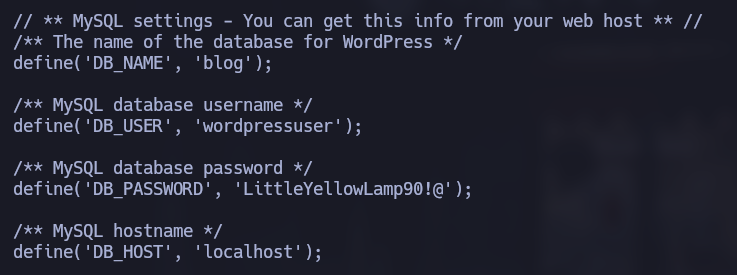 // ** MySQL settings - You can get this info from your web host ** //
/** The name of the database for WordPress */
define('DB_NAME', 'blog');
/** MySQL database username */
define('DB_USER', 'wordpressuser');
/** MySQL database password */
define('DB_PASSWORD', 'LittleYellowLamp90!@');
/** MySQL hostname */
define('DB_HOST', 'localhost');